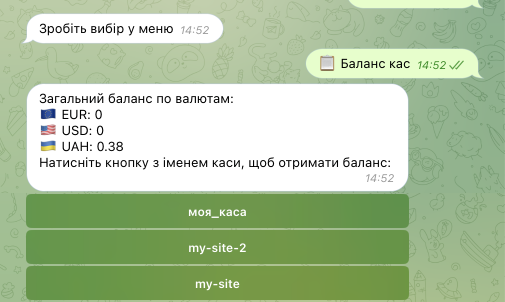 Зробіть вибір у меню 14:52
📋 Баланс кас 14:52
Загальний баланс по валютам:
🇪🇺 EUR: 0
🇺🇸 USD: 0
🇺🇦 UAH: 0.38
Натисніть кнопку з іменем каси, щоб отримати баланс:
14:52
моя_каса
my-site-2
my-site